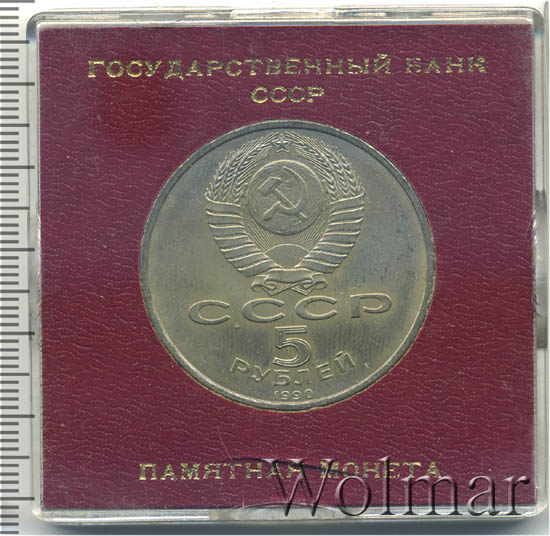 ГОСУДАРСТВЕННЫЙ БАНК
СССР
СССР
5
РУБЛЕЙ
1990
ПАМЯТНАЯ МОНЕТА
Wolmar